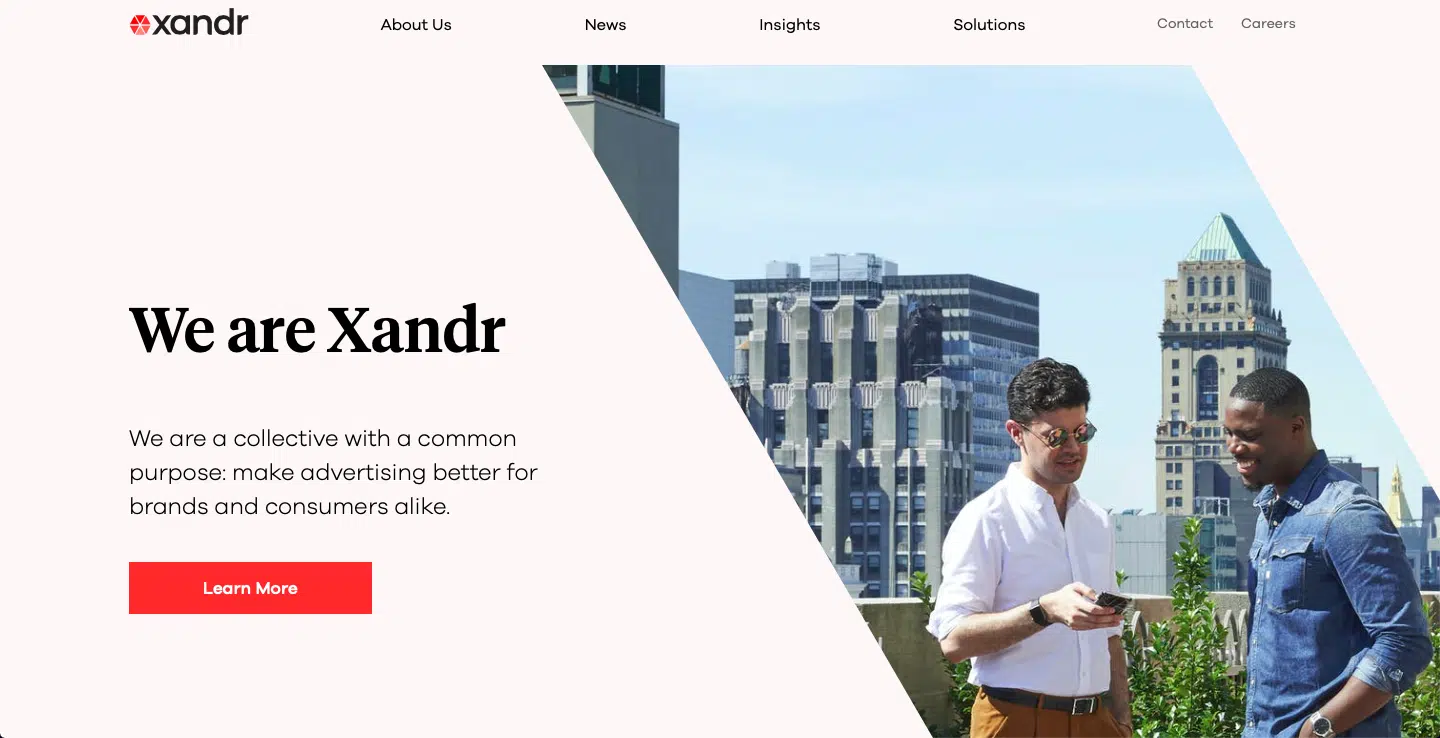 xandr
About Us
News
Insights
Solutions
Contact
Careers
We are Xandr
We are a collective with a common
purpose: make advertising better for
brands and consumers alike.
Learn More